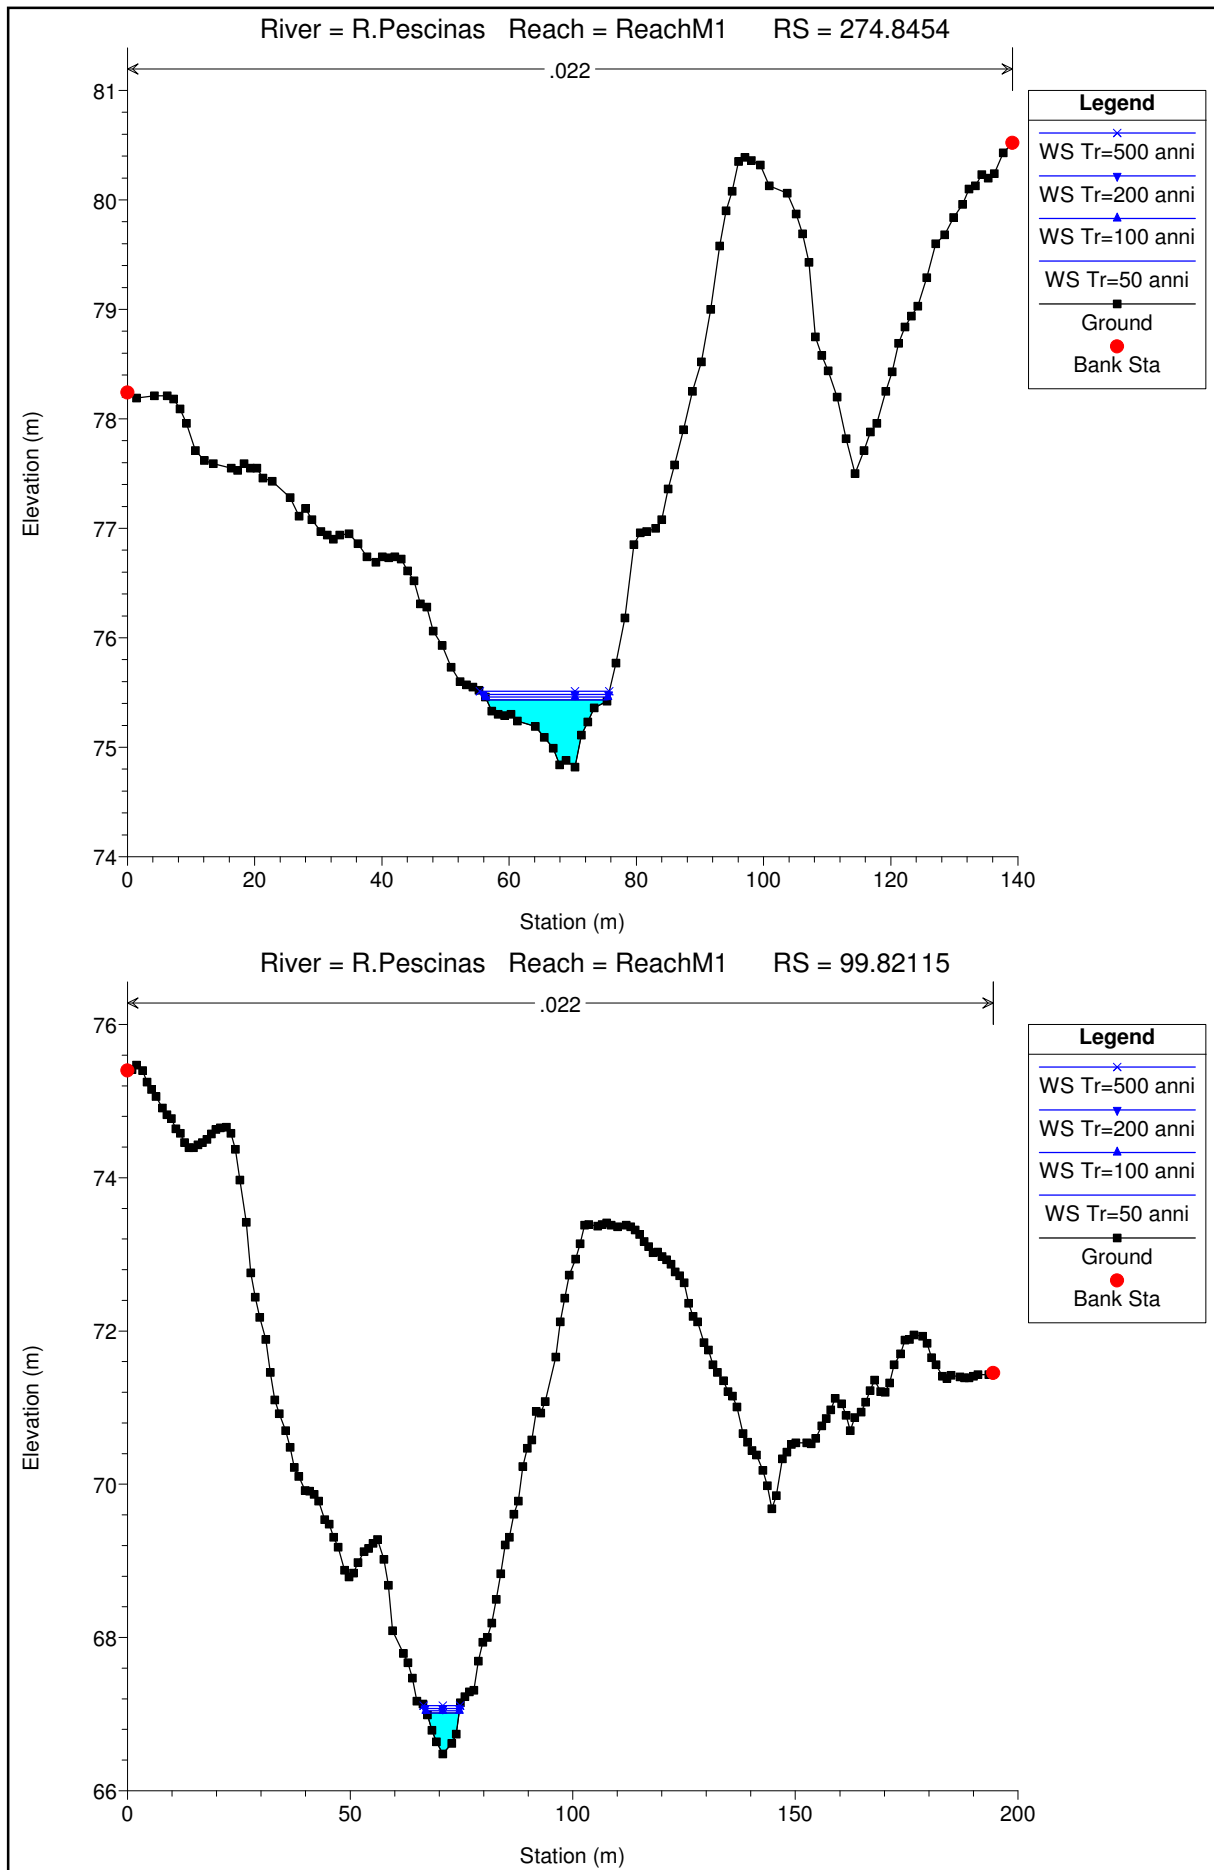 River = R.Pescinas Reach = ReachM1 RS = 274.8454
.022
81
80
79
78
77
76
75
74
Elevation (m)
0 20 40 60 80 100 120 140
Station (m)
Legend
WS Tr=500 anni
WS Tr=200 anni
WS Tr=100 anni
WS Tr=50 anni
Ground
Bank Sta
River = R.Pescinas Reach = ReachM1 RS = 99.82115
.022
76
74
72
70
68
66
Elevation (m)
0 50 100 150 200
Station (m)
Legend
WS Tr=500 anni
WS Tr=200 anni
WS Tr=100 anni
WS Tr=50 anni
Ground
Bank Sta